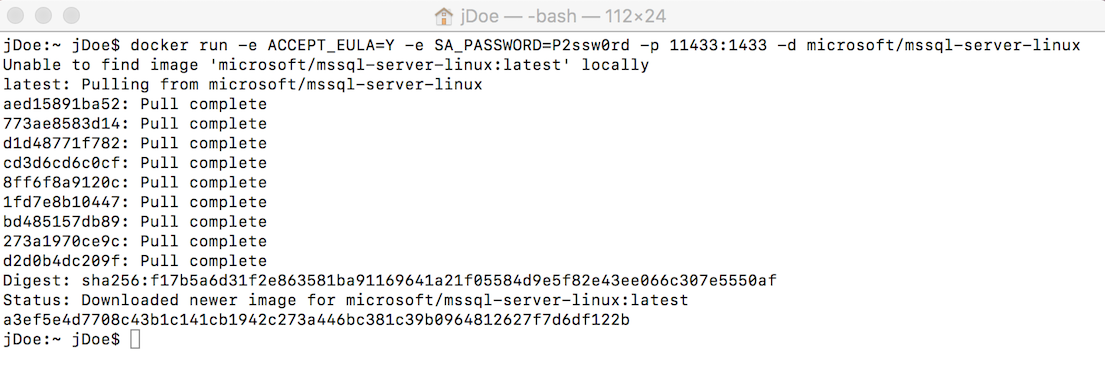 jDoe — -bash — 112×24
jDoe:~ jDoe$ docker run -e ACCEPT_EULA=Y -e SA_PASSWORD=P2ssw0rd -p 11433:1433 -d microsoft/mssql-server-linux
Unable to find image 'microsoft/mssql-server-linux:latest' locally
latest: Pulling from microsoft/mssql-server-linux
aed15891ba52: Pull complete
773ae8583d14: Pull complete
d1d48771f782: Pull complete
cd3d6cd6c0cf: Pull complete
8ff6f8a9120c: Pull complete
1fd7e8b10447: Pull complete
bd485157db89: Pull complete
273a1970ce9c: Pull complete
d2d0b4dc209f: Pull complete
Digest: sha256:f17b5a6d31f2e863581ba91169641a21f05584d9e5f82e43ee066c307e5550af
Status: Downloaded newer image for microsoft/mssql-server-linux:latest
a3ef5e4d7708c43b1c141cb1942c273a446bc381c39b0964812627f7d6df122b
jDoe:~ jDoe$